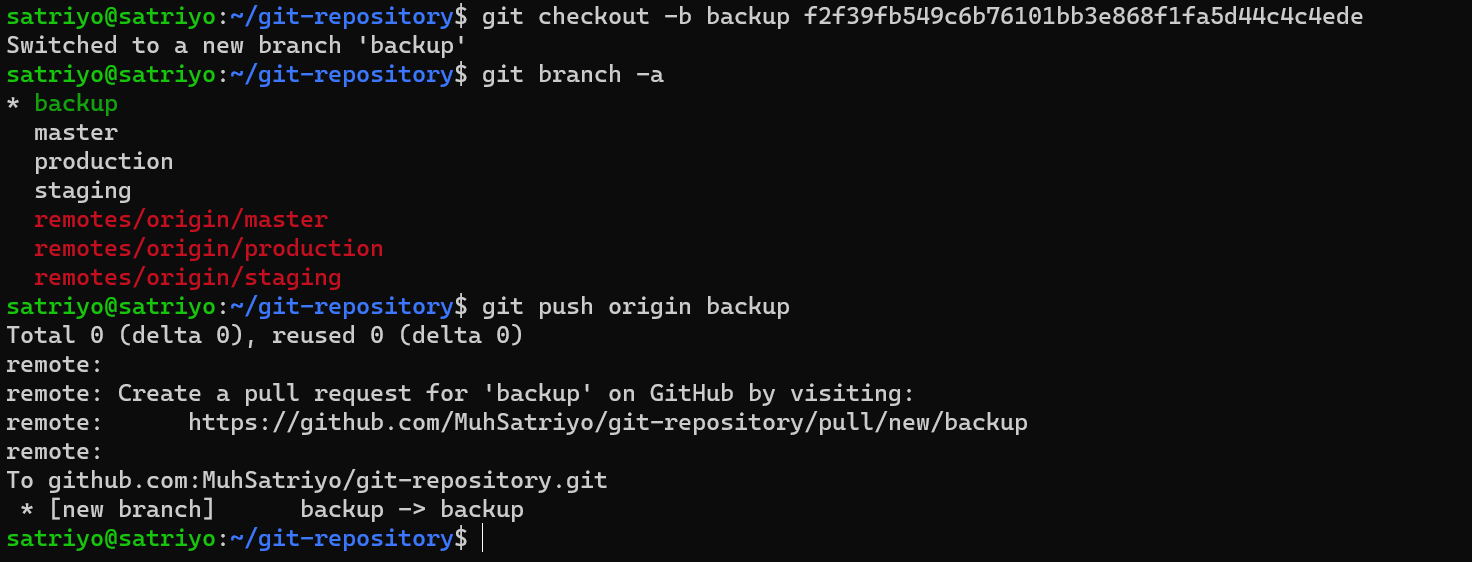 satriyo@satriyo:~/git-repository$ git checkout -b backup f2f39fb549c6b76101bb3e868f1fa5d44c4c4ede
Switched to a new branch 'backup'
satriyo@satriyo:~/git-repository$ git branch -a
* backup
  master
  production
  staging
  remotes/origin/master
  remotes/origin/production
  remotes/origin/staging
satriyo@satriyo:~/git-repository$ git push origin backup
Total 0 (delta 0), reused 0 (delta 0)
remote:
remote: Create a pull request for 'backup' on GitHub by visiting:
remote:      https://github.com/MuhSatriyo/git-repository/pull/new/backup
remote:
To github.com:MuhSatriyo/git-repository.git
 * [new branch]      backup -> backup
satriyo@satriyo:~/git-repository$